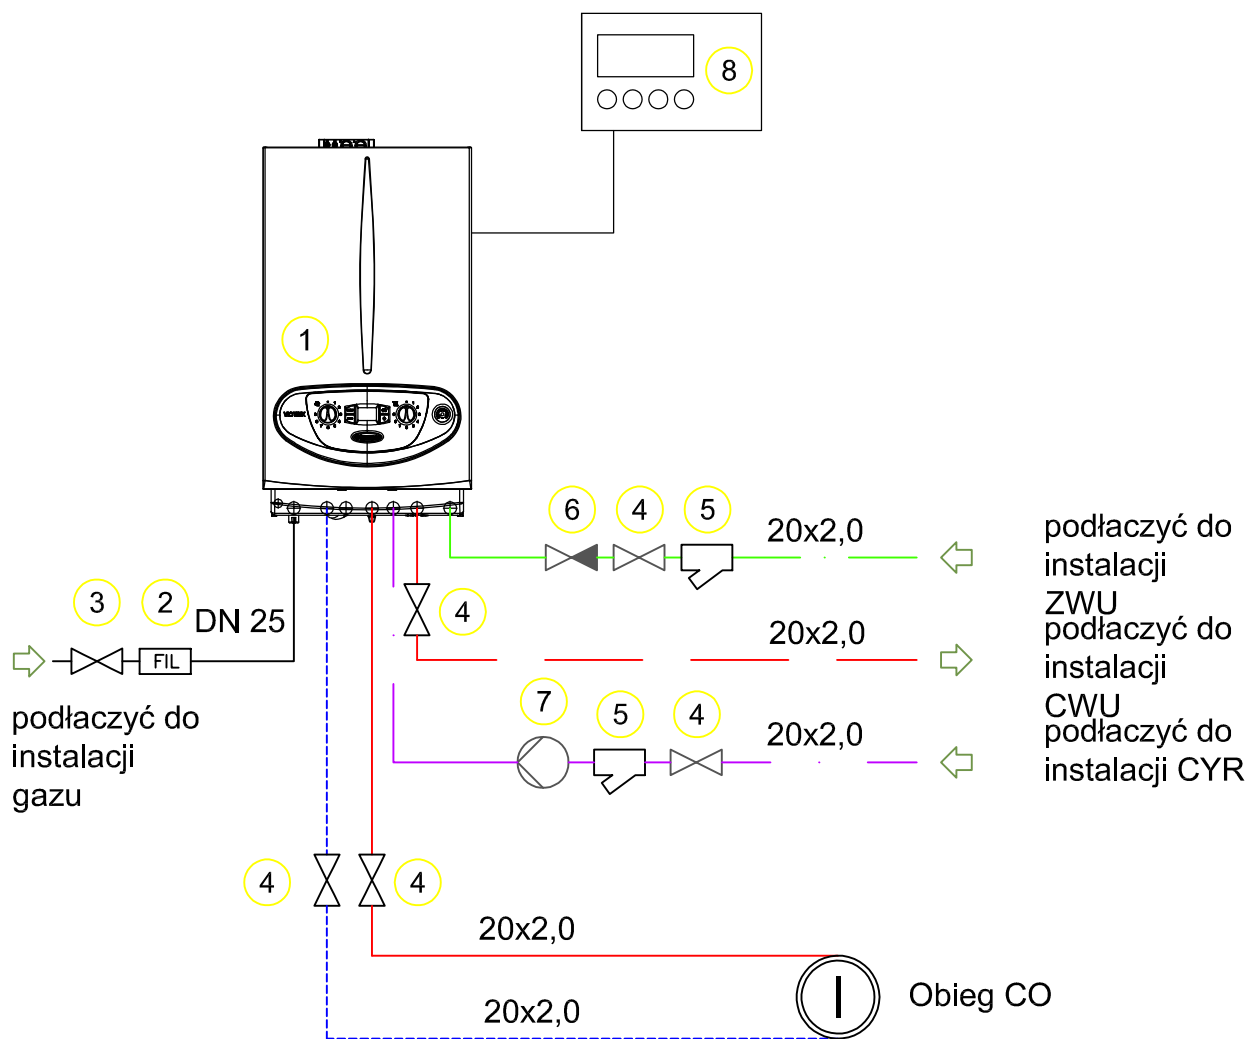 8
1
6
4
5
20x2,0
podłaczyć do
instalacji
ZWU
3
2
DN 25
4
FIL
20x2,0
podłaczyć do
instalacji
CWU
podłaczyć do
instalacji
gazu
7
5
4
20x2,0
podłaczyć do
instalacji CYR
4
4
20x2,0
Obieg CO
20x2,0